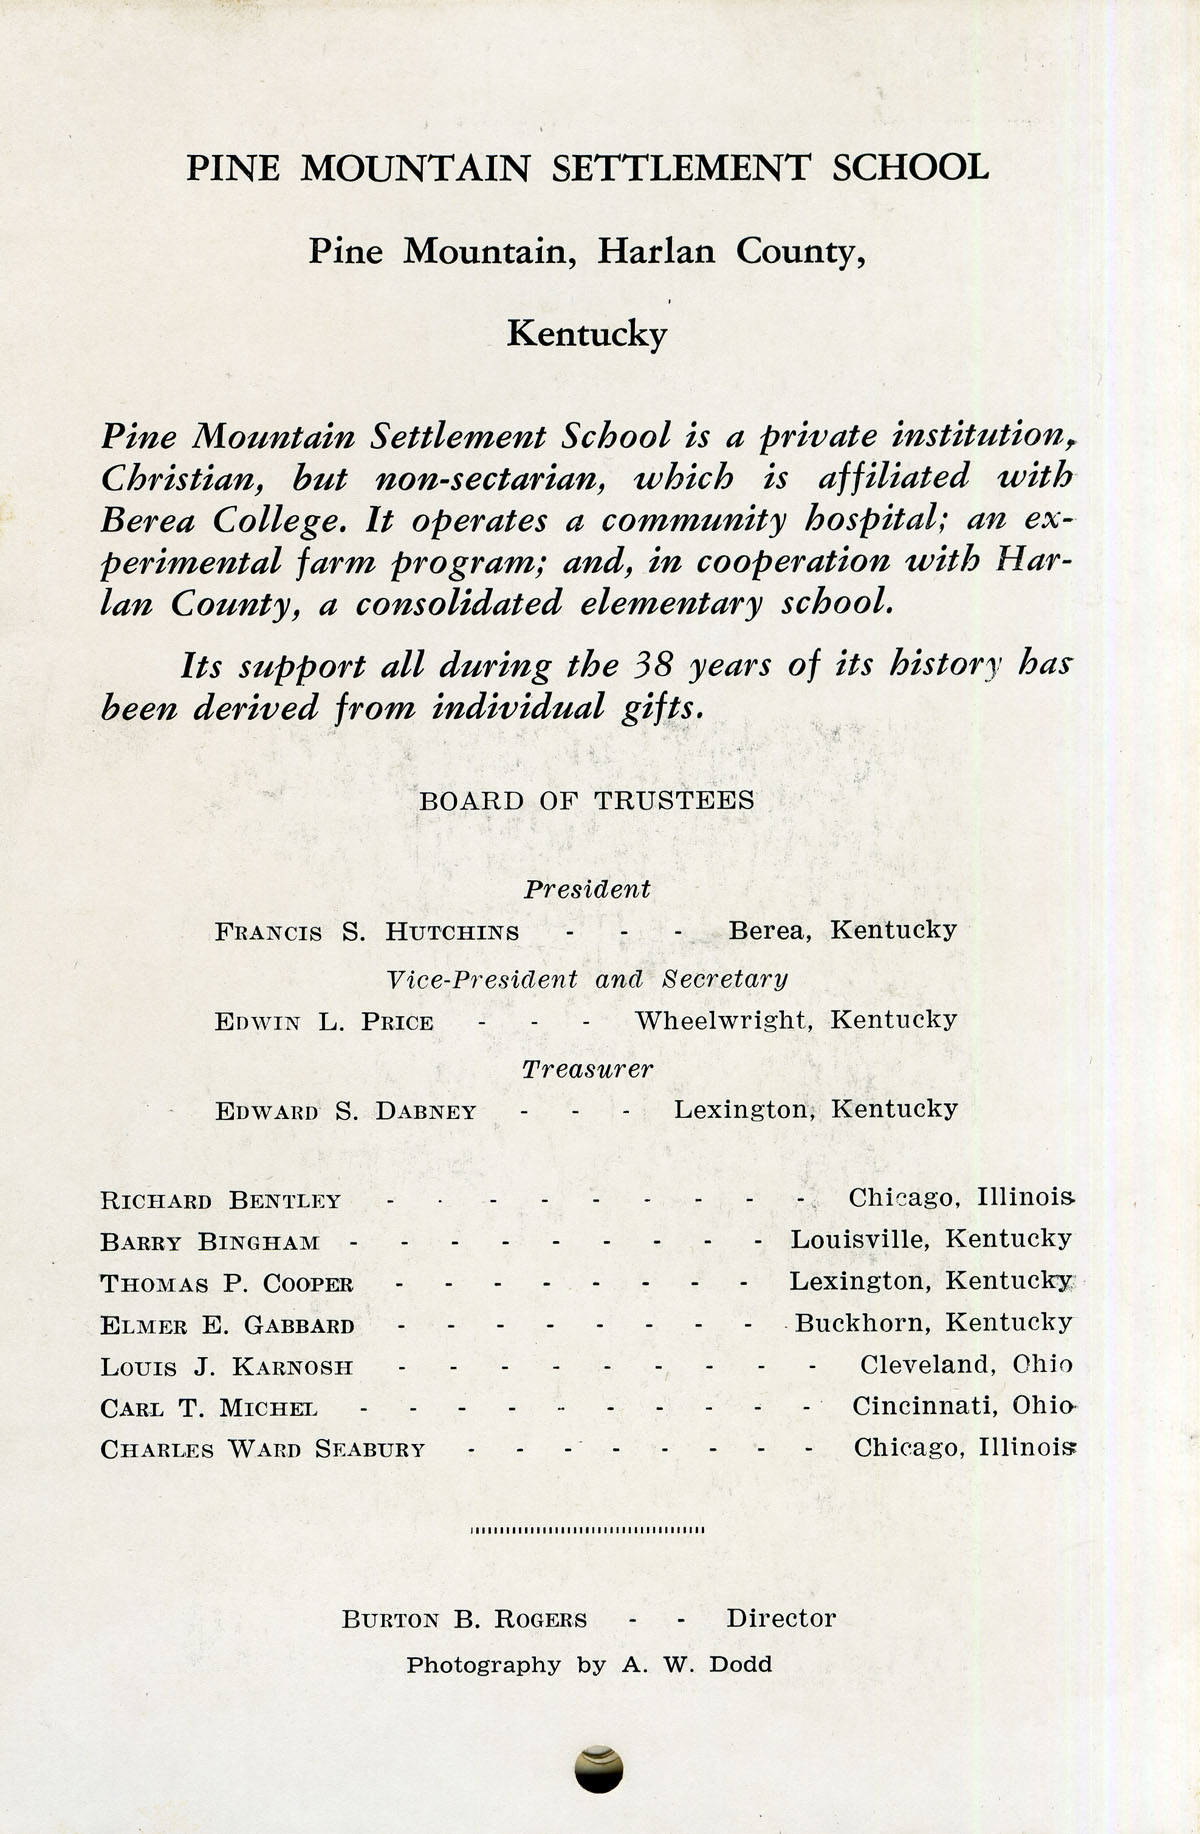 PINE MOUNTAIN SETTLEMENT SCHOOL
Pine Mountain, Harlan County,
Kentucky
Pine Mountain Settlement School is a private institution,
Christian, but non-sectarian, which is affiliated with
Berea College. It operates a community hospital; an ex-
perimental farm program; and, in cooperation with Har-
lan County, a consolidated elementary school.
Its support all during the 38 years of its history has
been derived from individual gifts.
BOARD OF TRUSTEES
President
FRANCIS S. HUTCHINS - - - Berea, Kentucky
Vice-President and Secretary
EDWIN L. PRICE - - - Wheelwright, Kentucky
Treasurer
EDWARD S. DABNEY - - - Lexington, Kentucky
RICHARD BENTLEY - - - - - - - - - Chicago, Illinois
BARRY BINGHAM - - - - - - - - - Louisville, Kentucky
THOMAS P. COOPER - - - - - - - - Lexington, Kentucky
ELMER E. GABBARD - - - - - - - - Buckhorn, Kentucky
LOUIS J. KARNOSH - - - - - - - - - Cleveland, Ohio
CARL T. MICHEL - - - - - - - - - - Cincinnati, Ohio
CHARLES WARD SEABURY - - - - - - - - Chicago, Illinois
BURTON B. ROGERS - - Director
Photography by A. W. Dodd